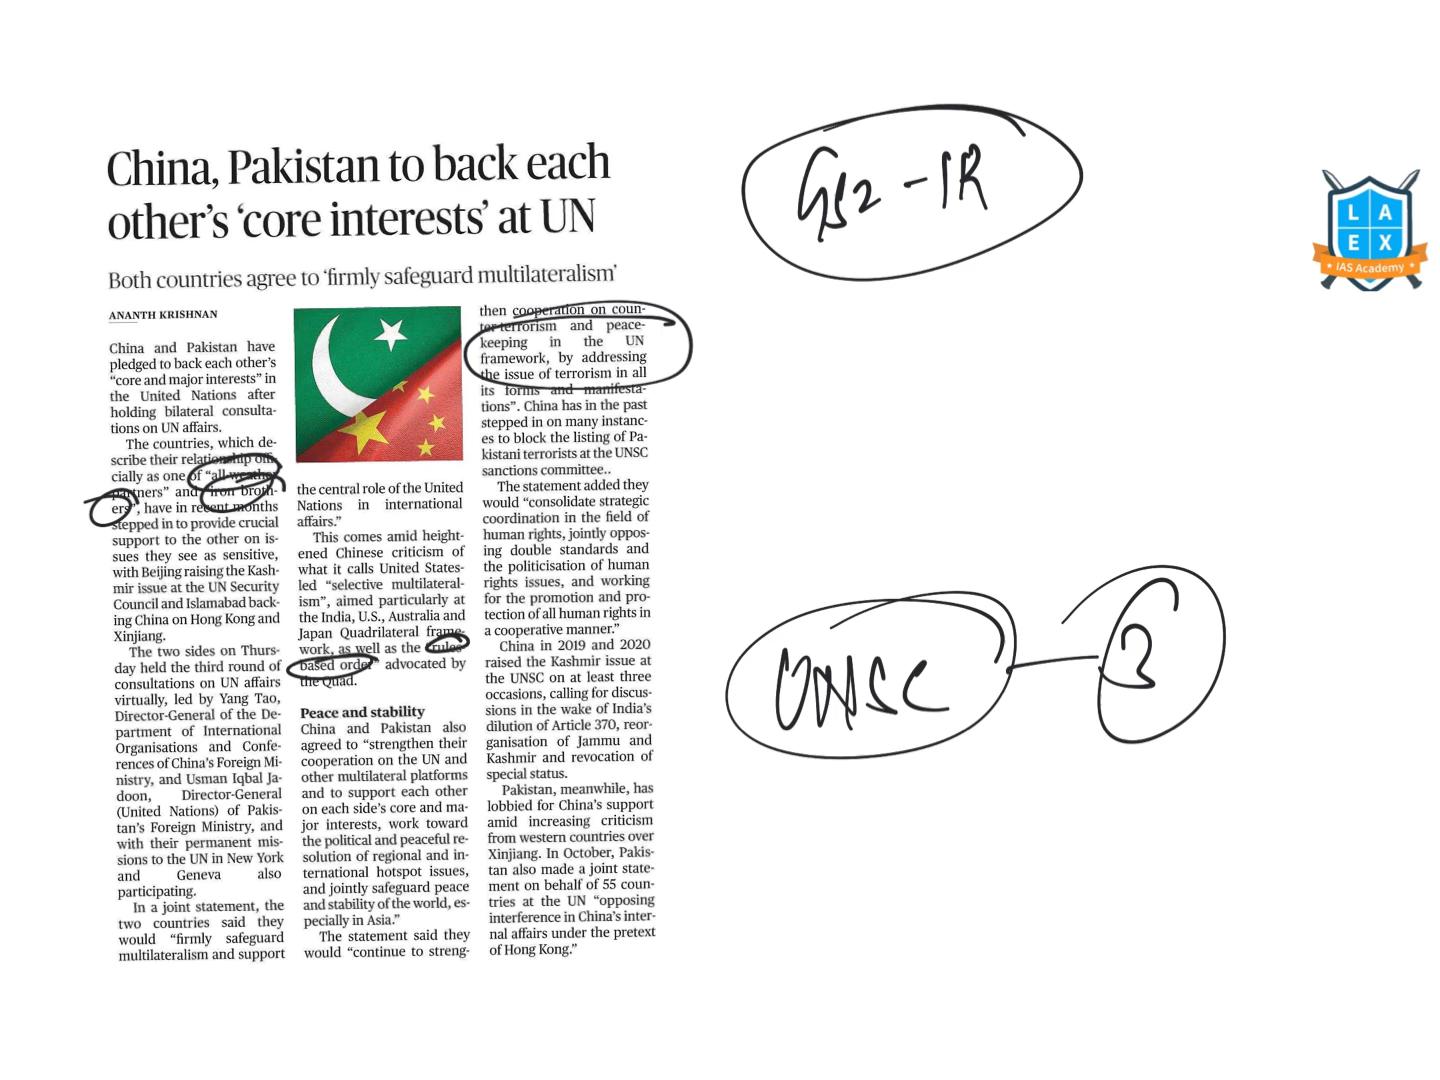 China, Pakistan to back each
other's 'core interests' at UN
Both countries agree to 'firmly safeguard multilateralism'
ANANTH KRISHNAN
China and Pakistan have
pledged to back each other's
"core and major interests" in
the United Nations after
holding bilateral consulta-
tions on UN affairs.
The countries, which de-
scribe their relationship offi-
cially as one of "all-weather
partners" and "iron broth-
ers", have in recent months
stepped in to provide crucial
support to the other on is-
sues they see as sensitive,
with Beijing raising the Kash-
mir issue at the UN Security
Council and Islamabad back-
ing China on Hong Kong and
Xinjiang.
The two sides on Thurs-
day held the third round of
consultations on UN affairs
virtually, led by Yang Tao,
Director-General of the De-
partment of International
Organisations and Confe-
rences of China's Foreign Mi-
nistry, and Usman Iqbal Ja-
doon, Director-General
(United Nations) of Pakis-
tan's Foreign Ministry, and
with their permanent mis-
sions to the UN in New York
and Geneva also
participating.
In a joint statement, the
two countries said they
would "firmly safeguard
multilateralism and support
the central role of the United
Nations in international
affairs."
This comes amid height-
ened Chinese criticism of
what it calls United States-
led "selective multilateral-
ism", aimed particularly at
the India, U.S., Australia and
Japan Quadrilateral frame-
work, as well as the "rules-
based order" advocated by
the Quad.
Peace and stability
China and Pakistan also
agreed to "strengthen their
cooperation on the UN and
other multilateral platforms
and to support each other
on each side's core and ma-
jor interests, work toward
the political and peaceful re-
solution of regional and in-
ternational hotspot issues,
and jointly safeguard peace
and stability of the world, es-
pecially in Asia."
The statement said they
would "continue to streng-
then cooperation on coun-
ter-terrorism and peace-
keeping in the UN
framework, by addressing
the issue of terrorism in all
its forms and manifesta-
tions". China has in the past
stepped in on many instanc-
es to block the listing of Pa-
kistani terrorists at the UNSC
sanctions committee..
The statement added they
would "consolidate strategic
coordination in the field of
human rights, jointly oppos-
ing double standards and
the politicisation of human
rights issues, and working
for the promotion and pro-
tection of all human rights in
a cooperative manner."
China in 2019 and 2020
raised the Kashmir issue at
the UNSC on at least three
occasions, calling for discus-
sions in the wake of India's
dilution of Article 370, reor-
ganisation of Jammu and
Kashmir and revocation of
special status.
Pakistan, meanwhile, has
lobbied for China's support
amid increasing criticism
from western countries over
Xinjiang. In October, Pakis-
tan also made a joint state-
ment on behalf of 55 coun-
tries at the UN "opposing
interference in China's inter-
nal affairs under the pretext
of Hong Kong."
GS2 - IR
UNSC - 3
L A
E X
IAS Academy